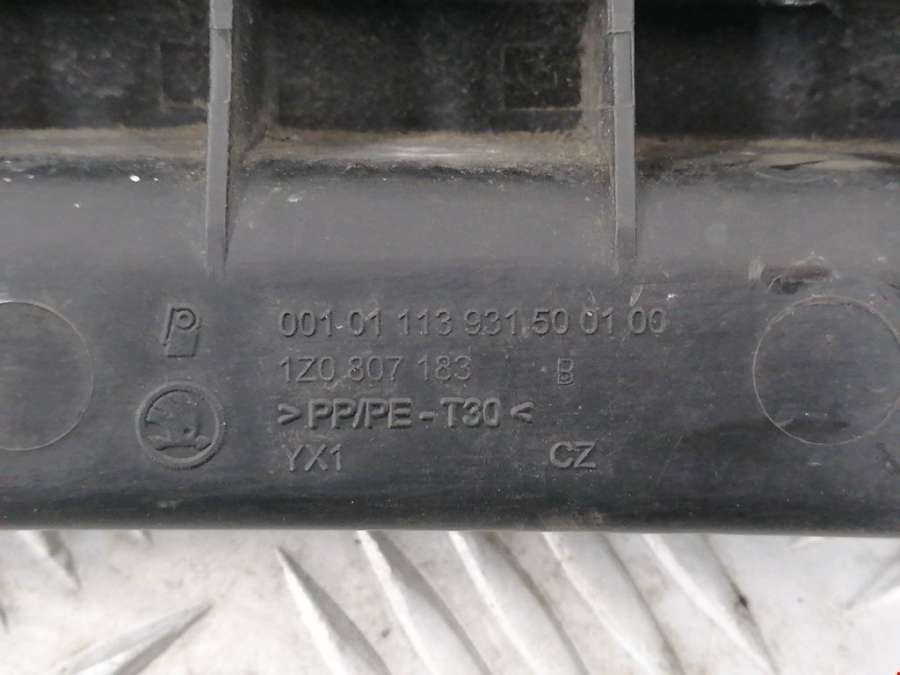 001 01 113 931 50 01 00
1Z0 807 183 B
>PP/PE-T30<
YX1 CZ